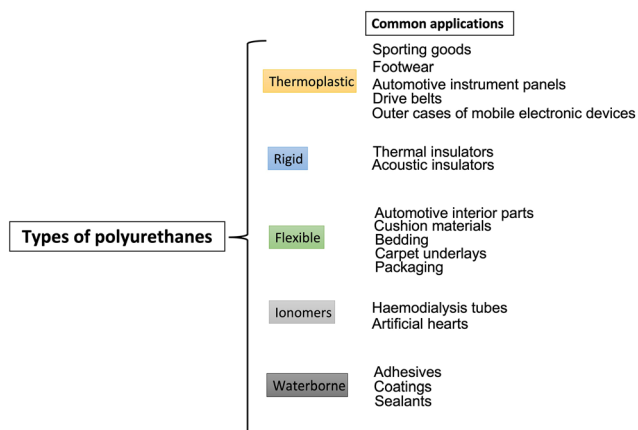 Common applications
Sporting goods
Footwear
Thermoplastic
Automotive instrument panels
Drive belts
Outer cases of mobile electronic devices
Rigid
Thermal insulators
Acoustic insulators
Types of polyurethanes
Flexible
Automotive interior parts
Cushion materials
Bedding
Carpet underlays
Packaging
Ionomers
Haemodialysis tubes
Artificial hearts
Waterborne
Adhesives
Coatings
Sealants